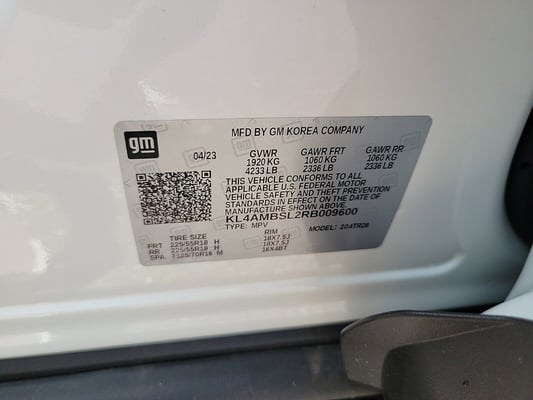 gm
MFD BY GM KOREA COMPANY
04/23 GVWR GAWR FRT GAWR RR
1920 KG 1060 KG 1060 KG
4233 LB 2336 LB 2336 LB
THIS VEHICLE CONFORMS TO ALL
APPLICABLE U.S. FEDERAL MOTOR
VEHICLE SAFETY AND THEFT PREVENTION
STANDARDS IN EFFECT ON THE DATE OF
MANUFACTURE SHOWN ABOVE.
KL4AMBSL2RB009600
TYPE: MPV MODEL: 204TR26
TIRE SIZE RIM
FRT 225/55R18 H 18X7.5J
RR 225/55R18 H 18X7.5J
SPA T125/70R16 M 16X4BT